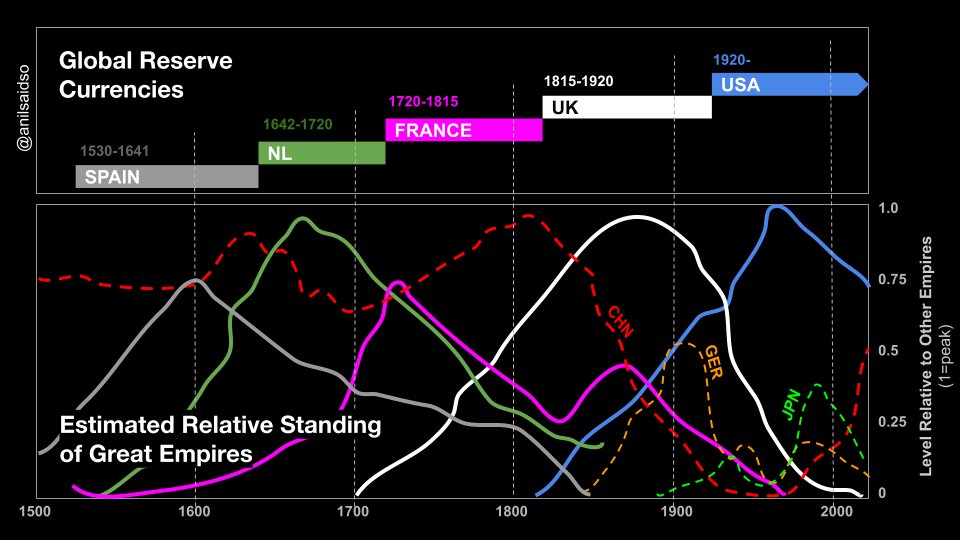 @anilsaidso
Global Reserve
Currencies
1530-1641
SPAIN
1642-1720
NL
1720-1815
FRANCE
1815-1920
UK
1920-
USA
Estimated Relative Standing
of Great Empires
CHN
GER
JPN
1.0
0.75
0.5
0.25
0
Level Relative to Other Empires
(1=peak)
1500
1600
1700
1800
1900
2000